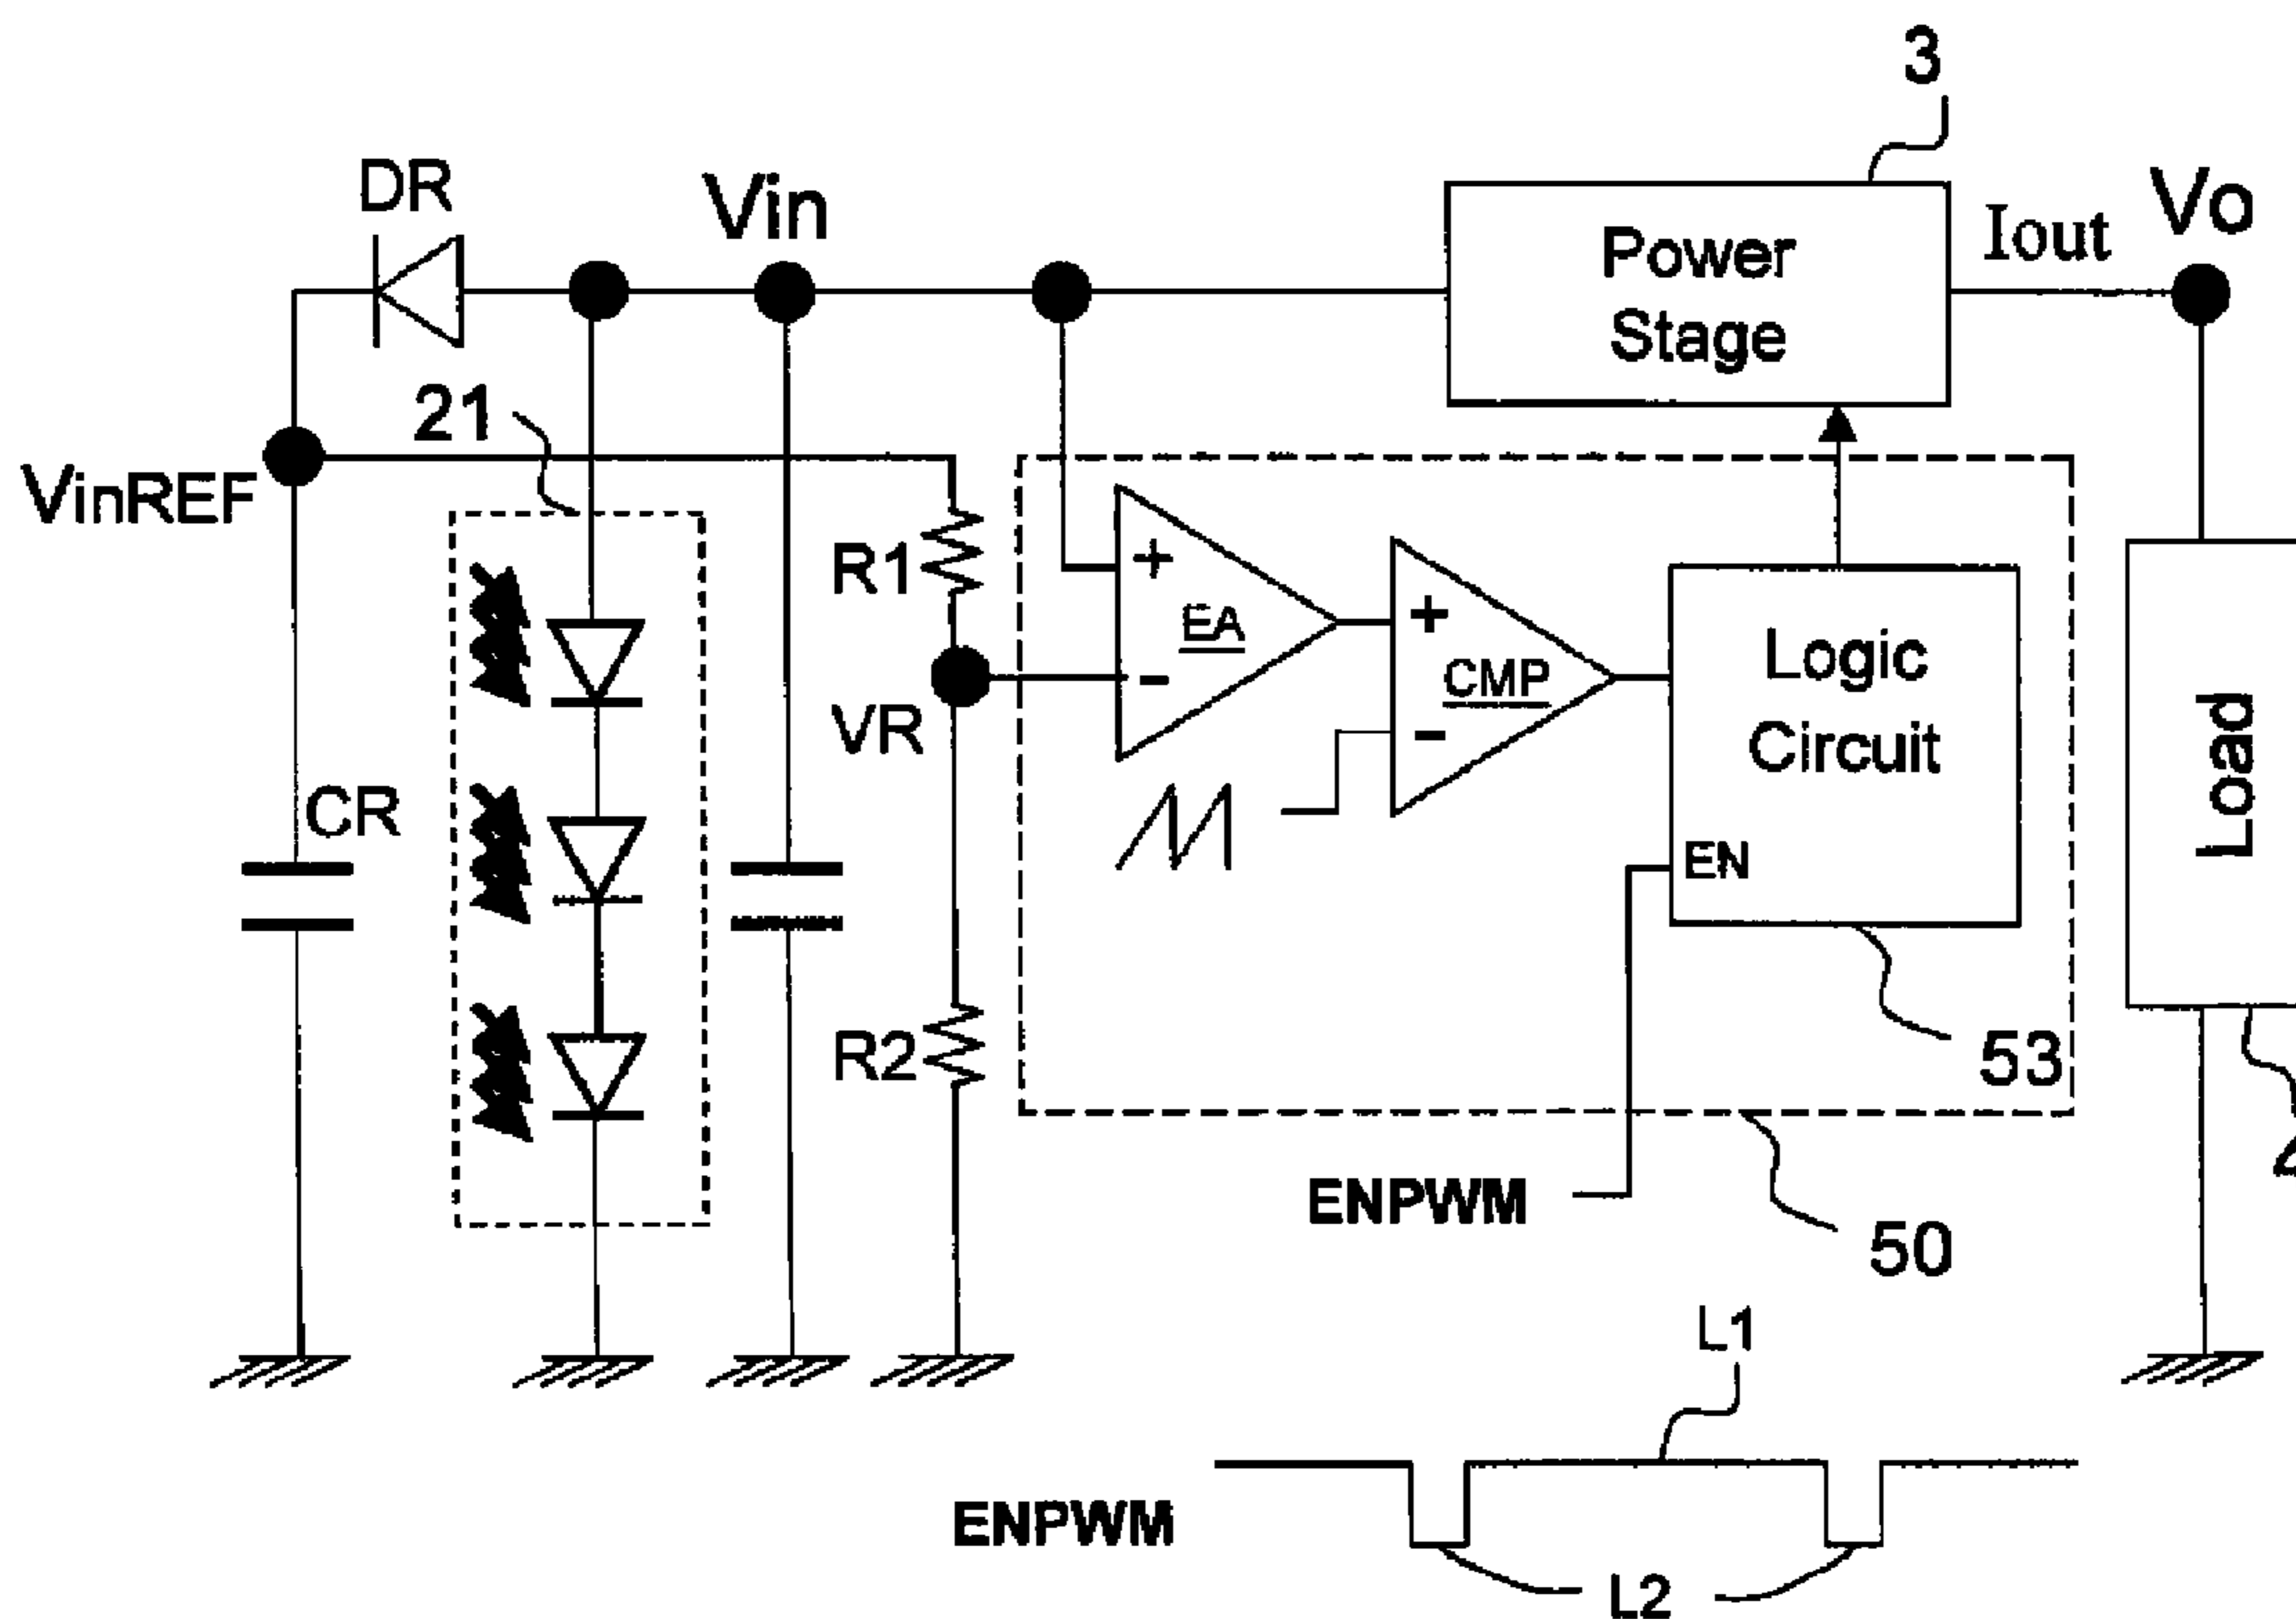 3
DR
Vin
Power
Stage
Iout
Vo
21
VinREF
R1
+
EA
-
+
CMP
-
Logic
Circuit
EN
VR
CR
Load
R2
53
ENPWM
50
L1
ENPWM
L2